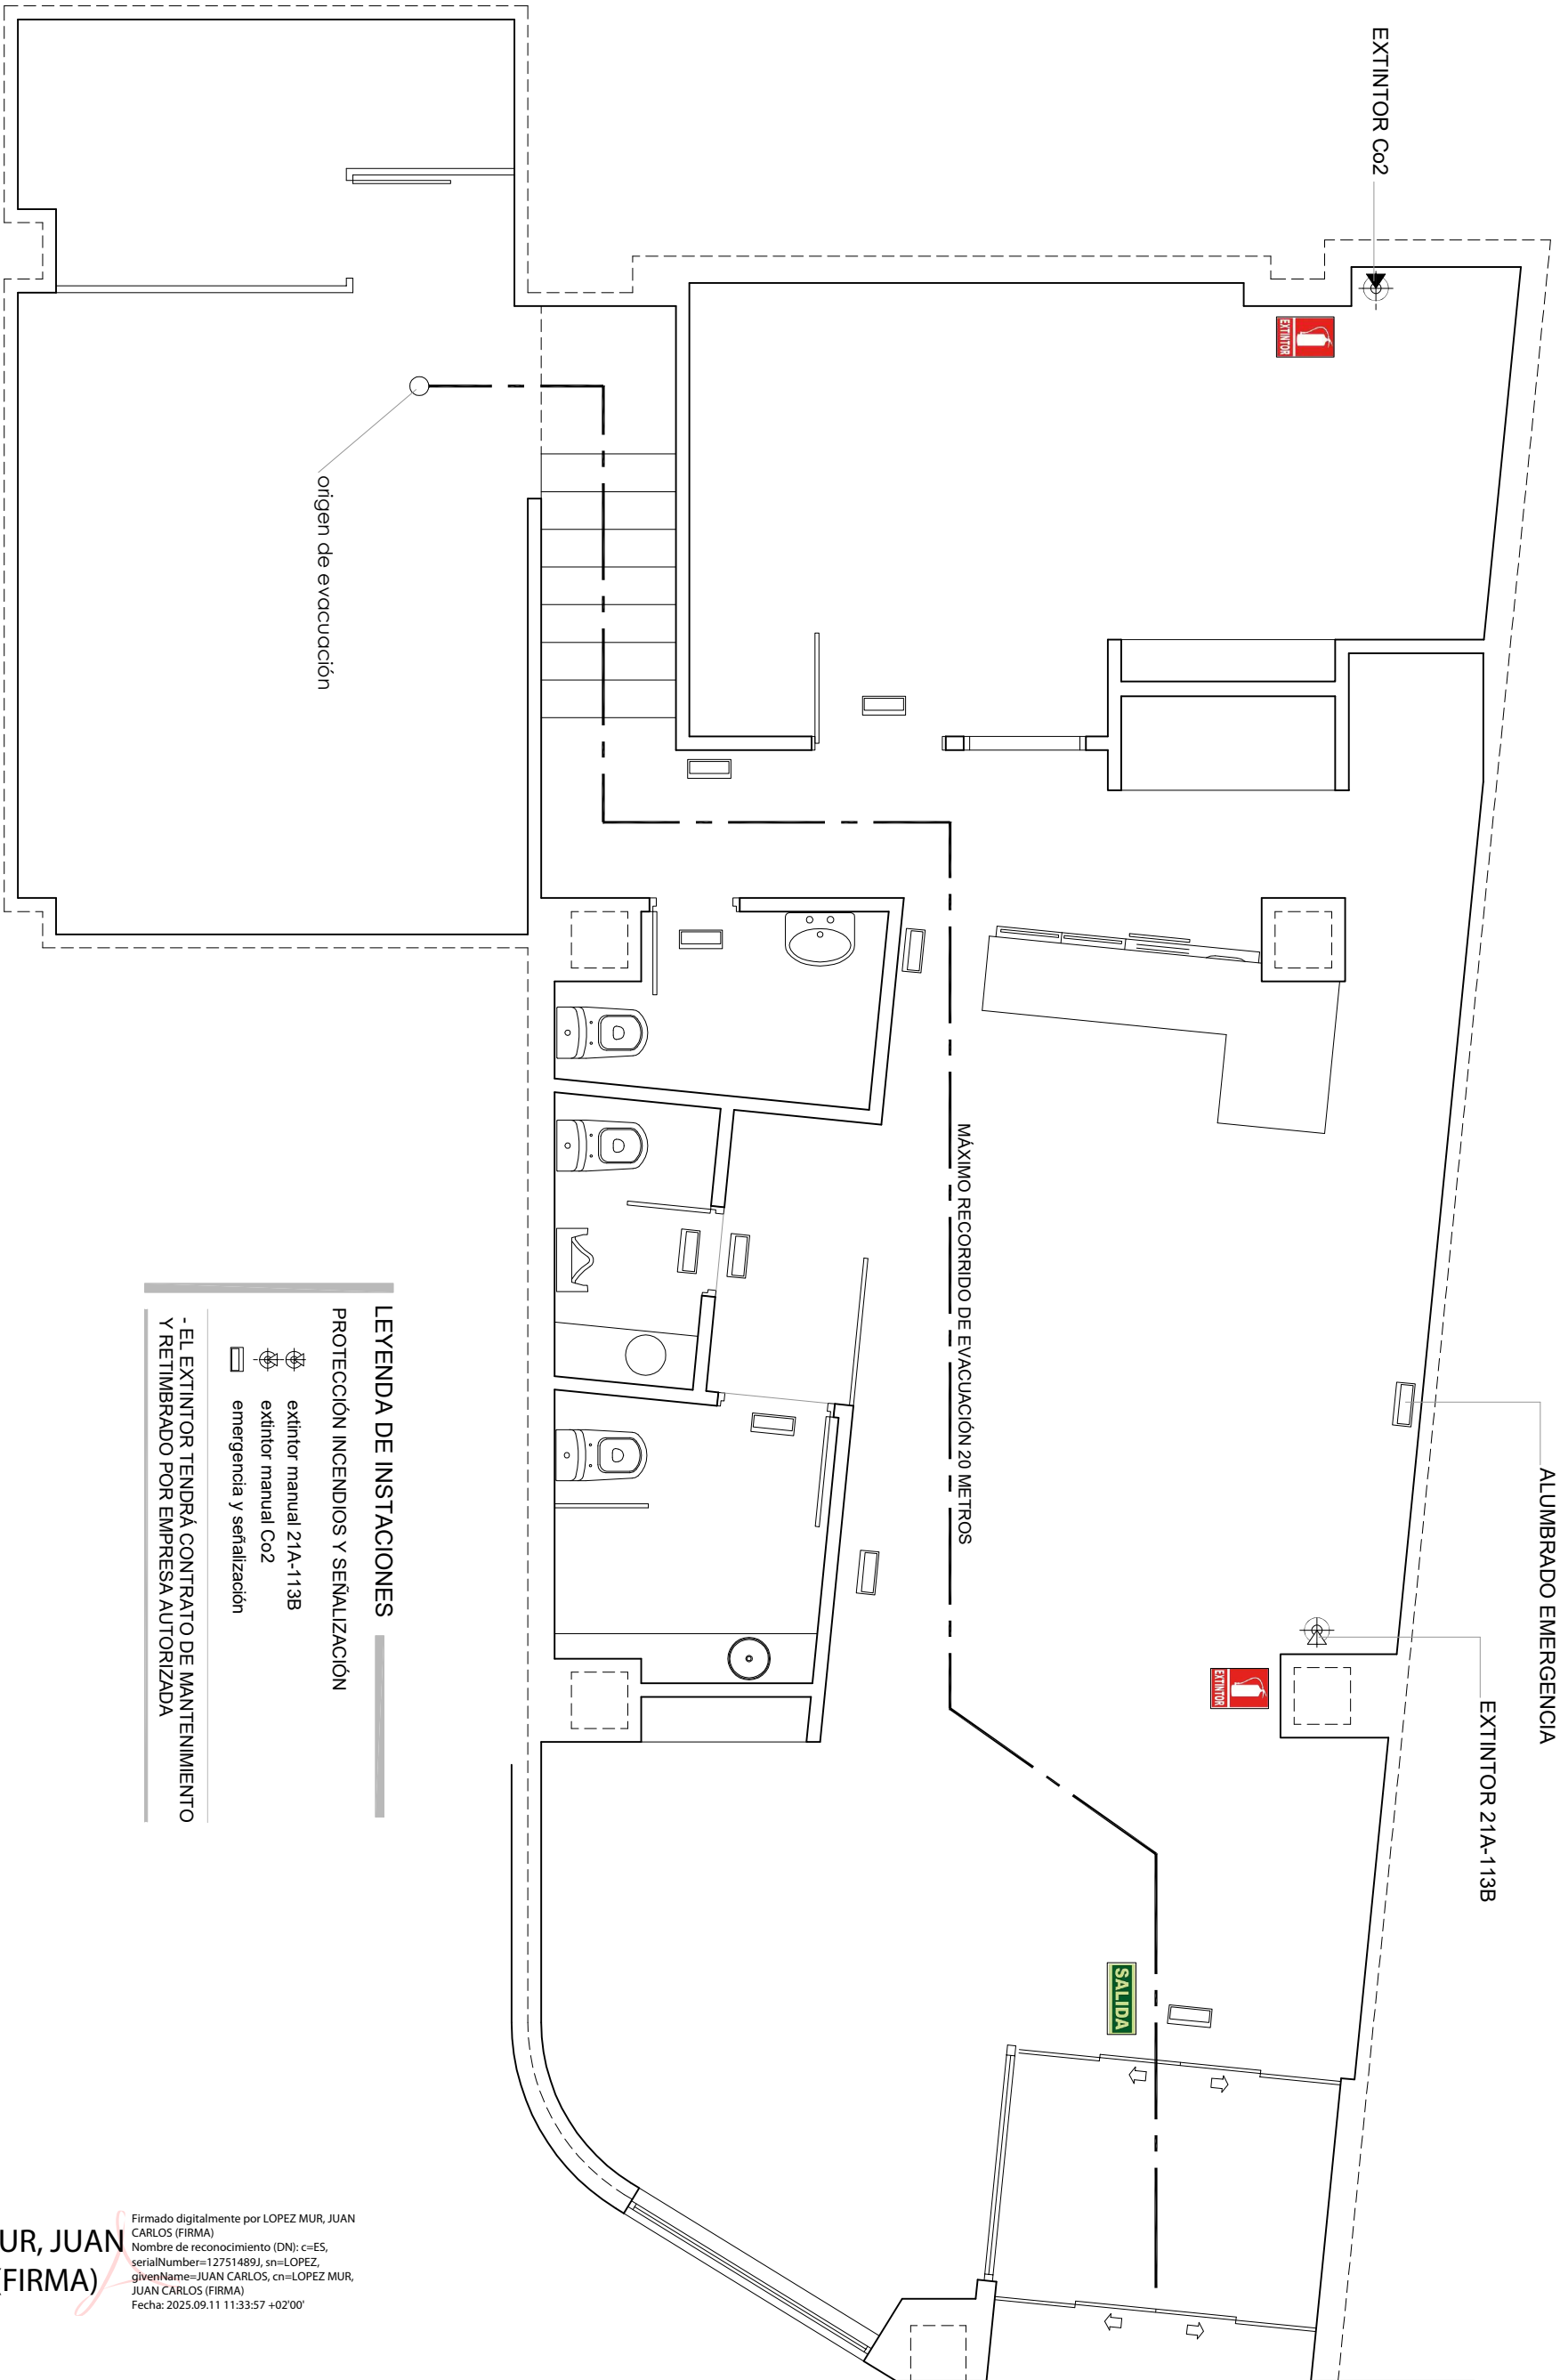 EXTINTOR Co2
EXTINTOR
ALUMBRADO EMERGENCIA
EXTINTOR 21A-113B
EXTINTOR
origen de evacuación
MÁXIMO RECORRIDO DE EVACUACIÓN 20 METROS
SALIDA
LEYENDA DE INSTACIONES
PROTECCIÓN INCENDIOS Y SEÑALIZACIÓN
extintor manual 21A-113B
extintor manual Co2
emergencia y señalización
- EL EXTINTOR TENDRÁ CONTRATO DE MANTENIMIENTO
Y RETIMBRADO POR EMPRESA AUTORIZADA
UR, JUAN
(FIRMA)
Firmado digitalmente por LOPEZ MUR, JUAN
CARLOS (FIRMA)
Nombre de reconocimiento (DN): c=ES,
serialNumber=12751489J, sn=LOPEZ,
givenName=JUAN CARLOS, cn=LOPEZ MUR,
JUAN CARLOS (FIRMA)
Fecha: 2025.09.11 11:33:57 +02'00'